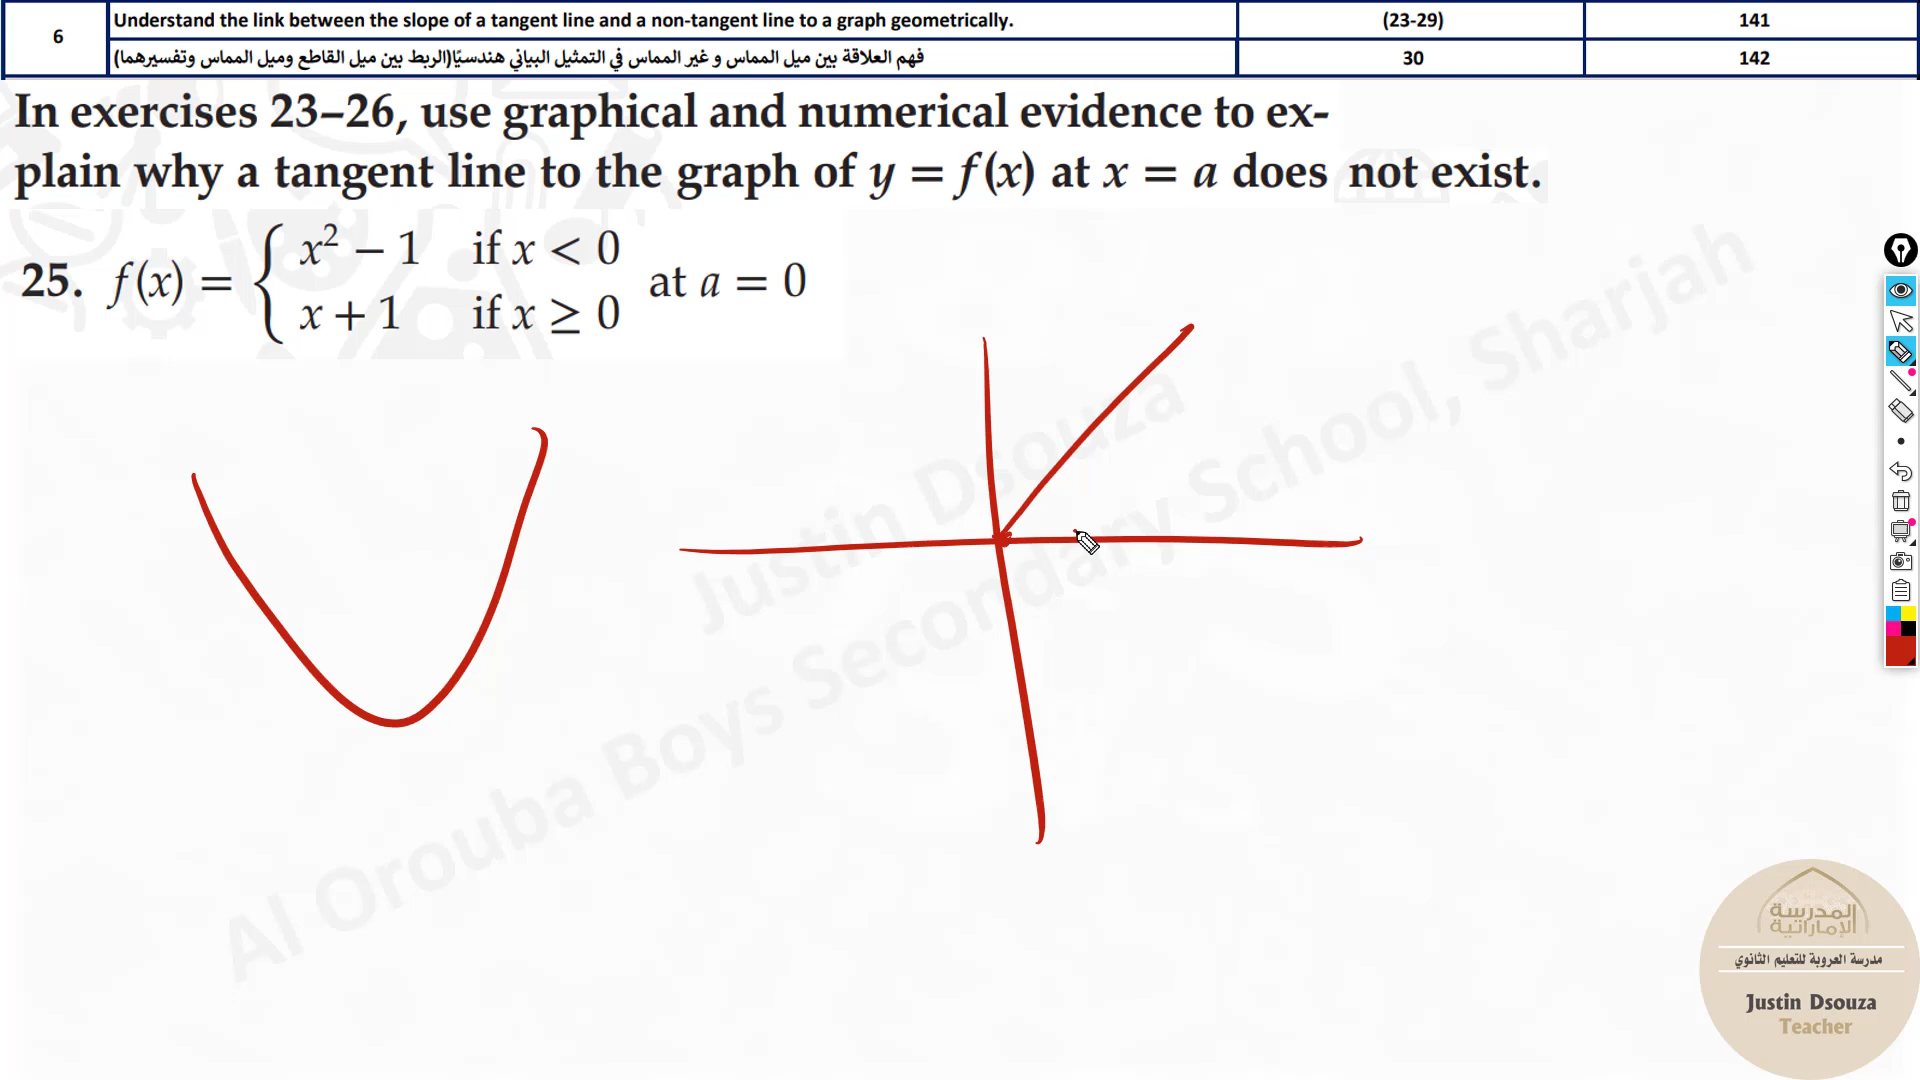 6
Understand the link between the slope of a tangent line and a non-tangent line to a graph geometrically. (23-29) 141
فهم العلاقة بين ميل المماس و غير المماس في التمثيل البياني هندسيًا(الربط بين ميل القاطع وميل المماس وتفسيرهما) 30 142
In exercises 23–26, use graphical and numerical evidence to ex-
plain why a tangent line to the graph of y = f(x) at x = a does not exist.
25. f(x) = { x² − 1 if x < 0
x + 1 if x ≥ 0 at a = 0
Justin Dsouza
Al Orouba Boys Secondary School, Sharjah
المدرسة
الإماراتية
مدرسة العروبة للتعليم الثانوي
Justin Dsouza
Teacher